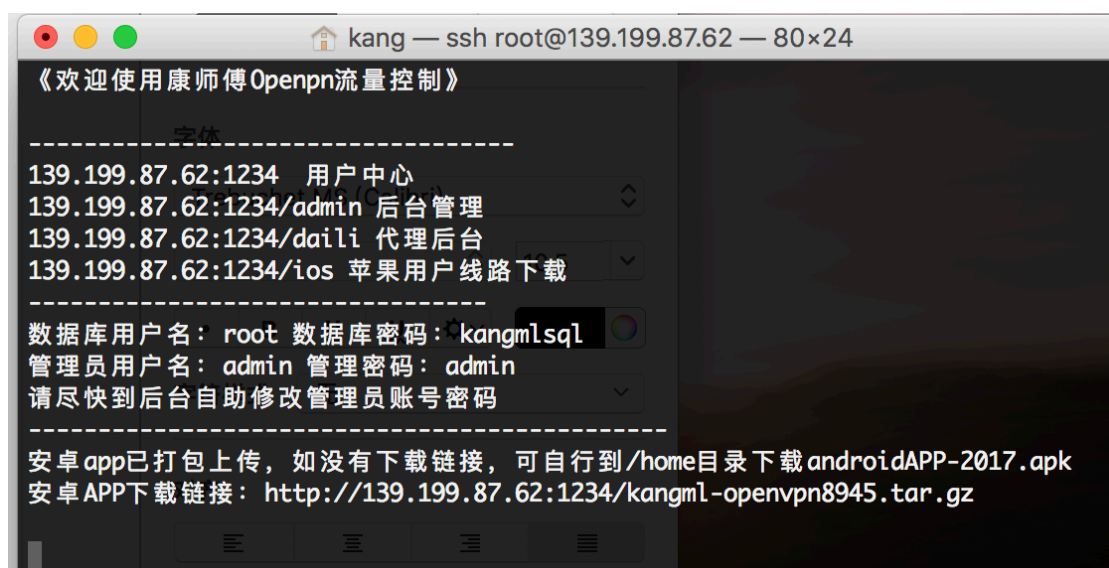 kang — ssh root@139.199.87.62 — 80×24
《欢迎使用康师傅Openpn流量控制》
字体
-----------------------------------
139.199.87.62:1234 用户中心
139.199.87.62:1234/admin 后台管理
139.199.87.62:1234/daili 代理后台
139.199.87.62:1234/ios 苹果用户线路下载
---------------------------------
数据库用户名：root 数据库密码：kangmlsql
管理员用户名：admin 管理密码：admin
请尽快到后台自助修改管理员账号密码
----------------------------------------------
安卓app已打包上传，如没有下载链接，可自行到/home目录下载androidAPP-2017.apk
安卓APP下载链接：http://139.199.87.62:1234/kangml-openvpn8945.tar.gz